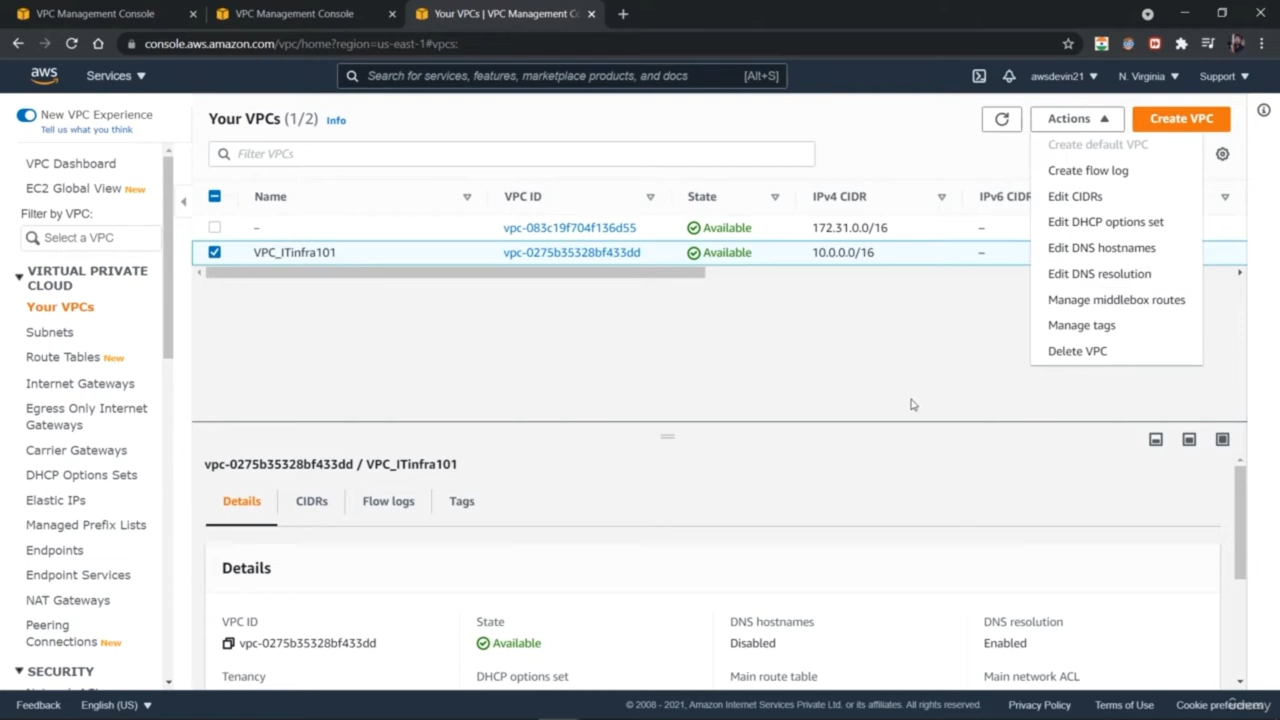 VPC Management Console
VPC Management Console
Your VPCs | VPC Management Co
console.aws.amazon.com/vpc/home?region=us-east-1#vpcs:
aws
Services
Search for services, features, marketplace products, and docs
[Alt+S]
awsdevin21
N. Virginia
Support
New VPC Experience
Tell us what you think
VPC Dashboard
EC2 Global View New
Filter by VPC:
Select a VPC
VIRTUAL PRIVATE
CLOUD
Your VPCs
Subnets
Route Tables New
Internet Gateways
Egress Only Internet
Gateways
Carrier Gateways
DHCP Options Sets
Elastic IPs
Managed Prefix Lists
Endpoints
Endpoint Services
NAT Gateways
Peering
Connections New
SECURITY
Your VPCs (1/2) Info
Actions
Create VPC
Filter VPCs
Name VPC ID State IPv4 CIDR IPv6 CIDR
– vpc-083c19f704f136d55 Available 172.31.0.0/16 –
VPC_ITinfra101 vpc-0275b35328bf433dd Available 10.0.0.0/16 –
Create default VPC
Create flow log
Edit CIDRs
Edit DHCP options set
Edit DNS hostnames
Edit DNS resolution
Manage middlebox routes
Manage tags
Delete VPC
vpc-0275b35328bf433dd / VPC_ITinfra101
Details CIDRs Flow logs Tags
Details
VPC ID State DNS hostnames DNS resolution
vpc-0275b35328bf433dd Available Disabled Enabled
Tenancy DHCP options set Main route table Main network ACL
Feedback English (US) © 2008 - 2021, Amazon Internet Services Private Ltd. or its affiliates. All rights reserved. Privacy Policy Terms of Use Cookie preferences
Udemy